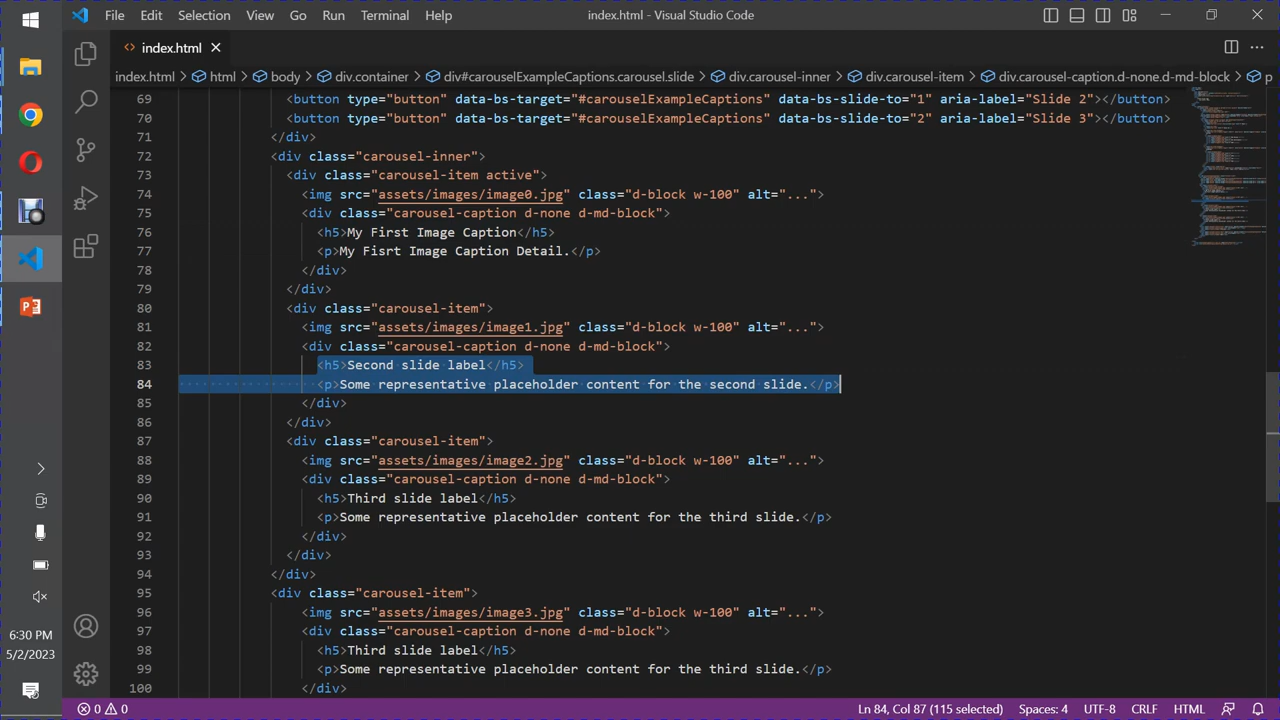 File Edit Selection View Go Run Terminal Help index.html - Visual Studio Code
index.html
index.html > html > body > div.container > div#carouselExampleCaptions.carousel.slide > div.carousel-inner > div.carousel-item > div.carousel-caption.d-none.d-md-block > p
69 <button type="button" data-bs-target="#carouselExampleCaptions" data-bs-slide-to="1" aria-label="Slide 2"></button>
70 <button type="button" data-bs-target="#carouselExampleCaptions" data-bs-slide-to="2" aria-label="Slide 3"></button>
71 </div>
72 <div class="carousel-inner">
73 <div class="carousel-item active">
74 <img src="assets/images/image0.jpg" class="d-block w-100" alt="...">
75 <div class="carousel-caption d-none d-md-block">
76 <h5>My First Image Caption </h5>
77 <p>My Fisrt Image Caption Detail.</p>
78 </div>
79 </div>
80 <div class="carousel-item">
81 <img src="assets/images/image1.jpg" class="d-block w-100" alt="...">
82 <div class="carousel-caption d-none d-md-block">
83 <h5>Second slide label</h5>
84 <p>Some representative placeholder content for the second slide.</p>
85 </div>
86 </div>
87 <div class="carousel-item">
88 <img src="assets/images/image2.jpg" class="d-block w-100" alt="...">
89 <div class="carousel-caption d-none d-md-block">
90 <h5>Third slide label</h5>
91 <p>Some representative placeholder content for the third slide.</p>
92 </div>
93 </div>
94 </div>
95 <div class="carousel-item">
96 <img src="assets/images/image3.jpg" class="d-block w-100" alt="...">
97 <div class="carousel-caption d-none d-md-block">
98 <h5>Third slide label</h5>
99 <p>Some representative placeholder content for the third slide.</p>
100 </div>
6:30 PM
5/2/2023
0 0 Ln 84, Col 87 (115 selected) Spaces: 4 UTF-8 CRLF HTML